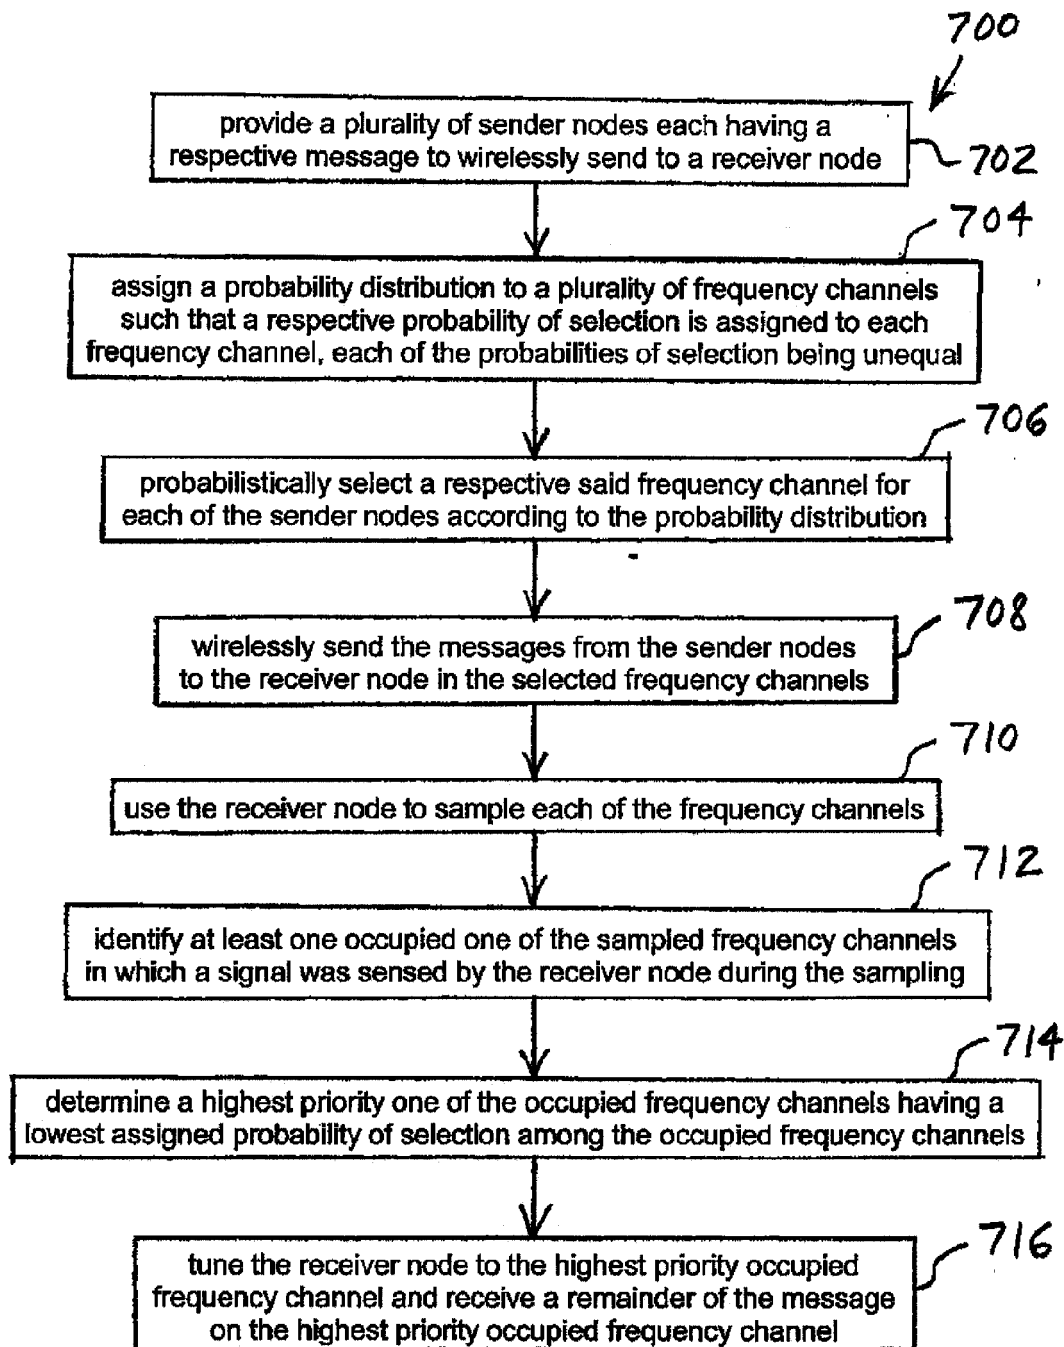 700
provide a plurality of sender nodes each having a
respective message to wirelessly send to a receiver node
702
704
assign a probability distribution to a plurality of frequency channels
such that a respective probability of selection is assigned to each
frequency channel, each of the probabilities of selection being unequal
706
probabilistically select a respective said frequency channel for
each of the sender nodes according to the probability distribution
708
wirelessly send the messages from the sender nodes
to the receiver node in the selected frequency channels
710
use the receiver node to sample each of the frequency channels
712
identify at least one occupied one of the sampled frequency channels
in which a signal was sensed by the receiver node during the sampling
714
determine a highest priority one of the occupied frequency channels having a
lowest assigned probability of selection among the occupied frequency channels
716
tune the receiver node to the highest priority occupied
frequency channel and receive a remainder of the message
on the highest priority occupied frequency channel